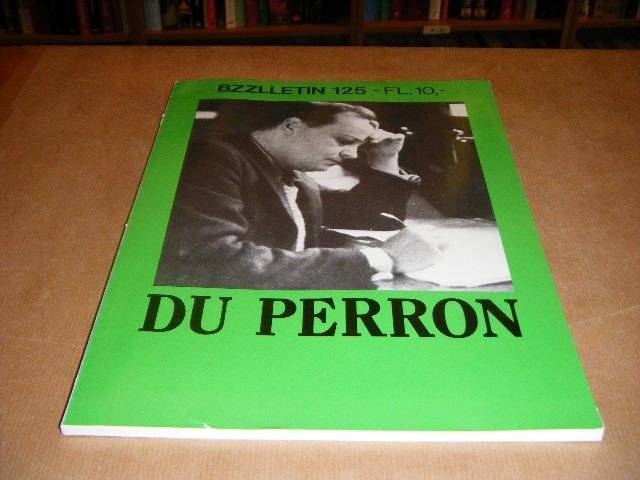 BZZLLETIN 125 - FL. 10,-
DU PERRON